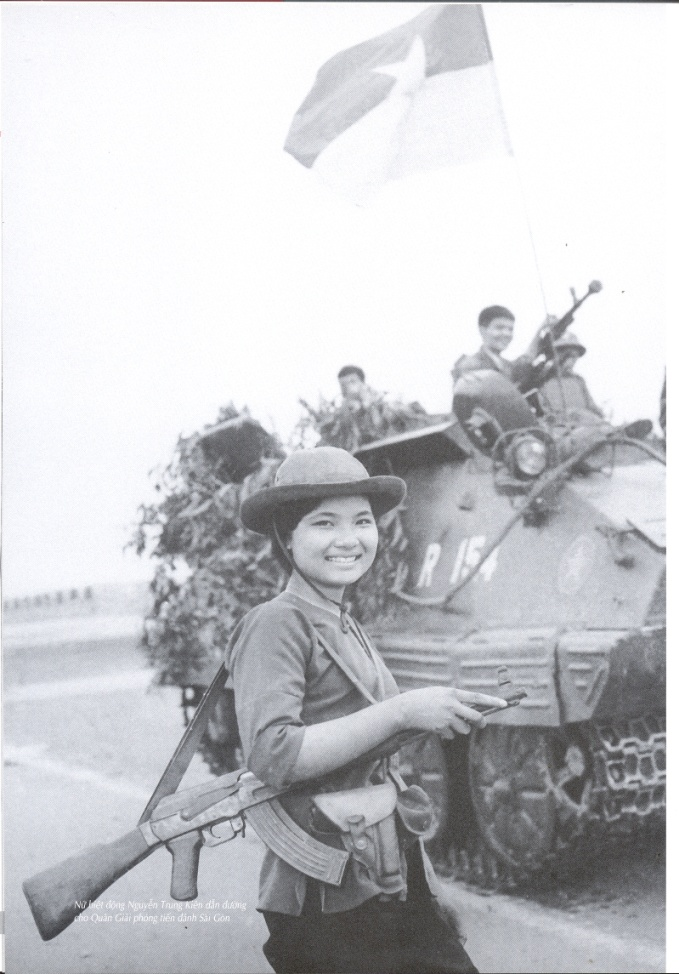 R 154
Nữ biệt động Nguyễn Trung Kiên dẫn đường
cho Quân Giải phóng tiến đánh Sài Gòn